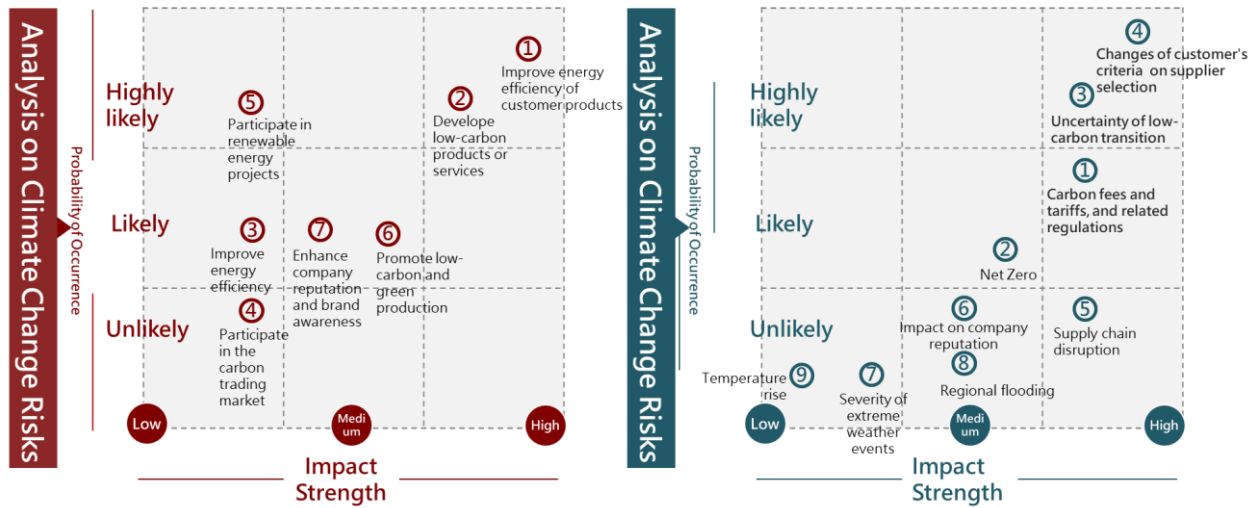 Analysis on Climate Change Risks
Probability of Occurrence
Highly
likely
Likely
Unlikely
1
Improve energy
efficiency of
customer products
2
Develope
low-carbon
products or
services
5
Participate in
renewable
energy
projects
3
Improve
energy
efficiency
7
Enhance
company
reputation
and brand
awareness
6
Promote low-
carbon and
green
production
4
Participate
in the
carbon
trading
market
Low
Medi
um
High
Impact
Strength
Analysis on Climate Change Risks
Probability of Occurrence
Highly
likely
Likely
Unlikely
4
Changes of customer's
criteria on supplier
selection
3
Uncertainty of low-
carbon transition
1
Carbon fees and
tariffs, and related
regulations
2
Net Zero
6
Impact on company
reputation
5
Supply chain
disruption
8
Regional flooding
9
Temperature
rise
7
Severity of
extreme
weather
events
Low
Medi
um
High
Impact
Strength